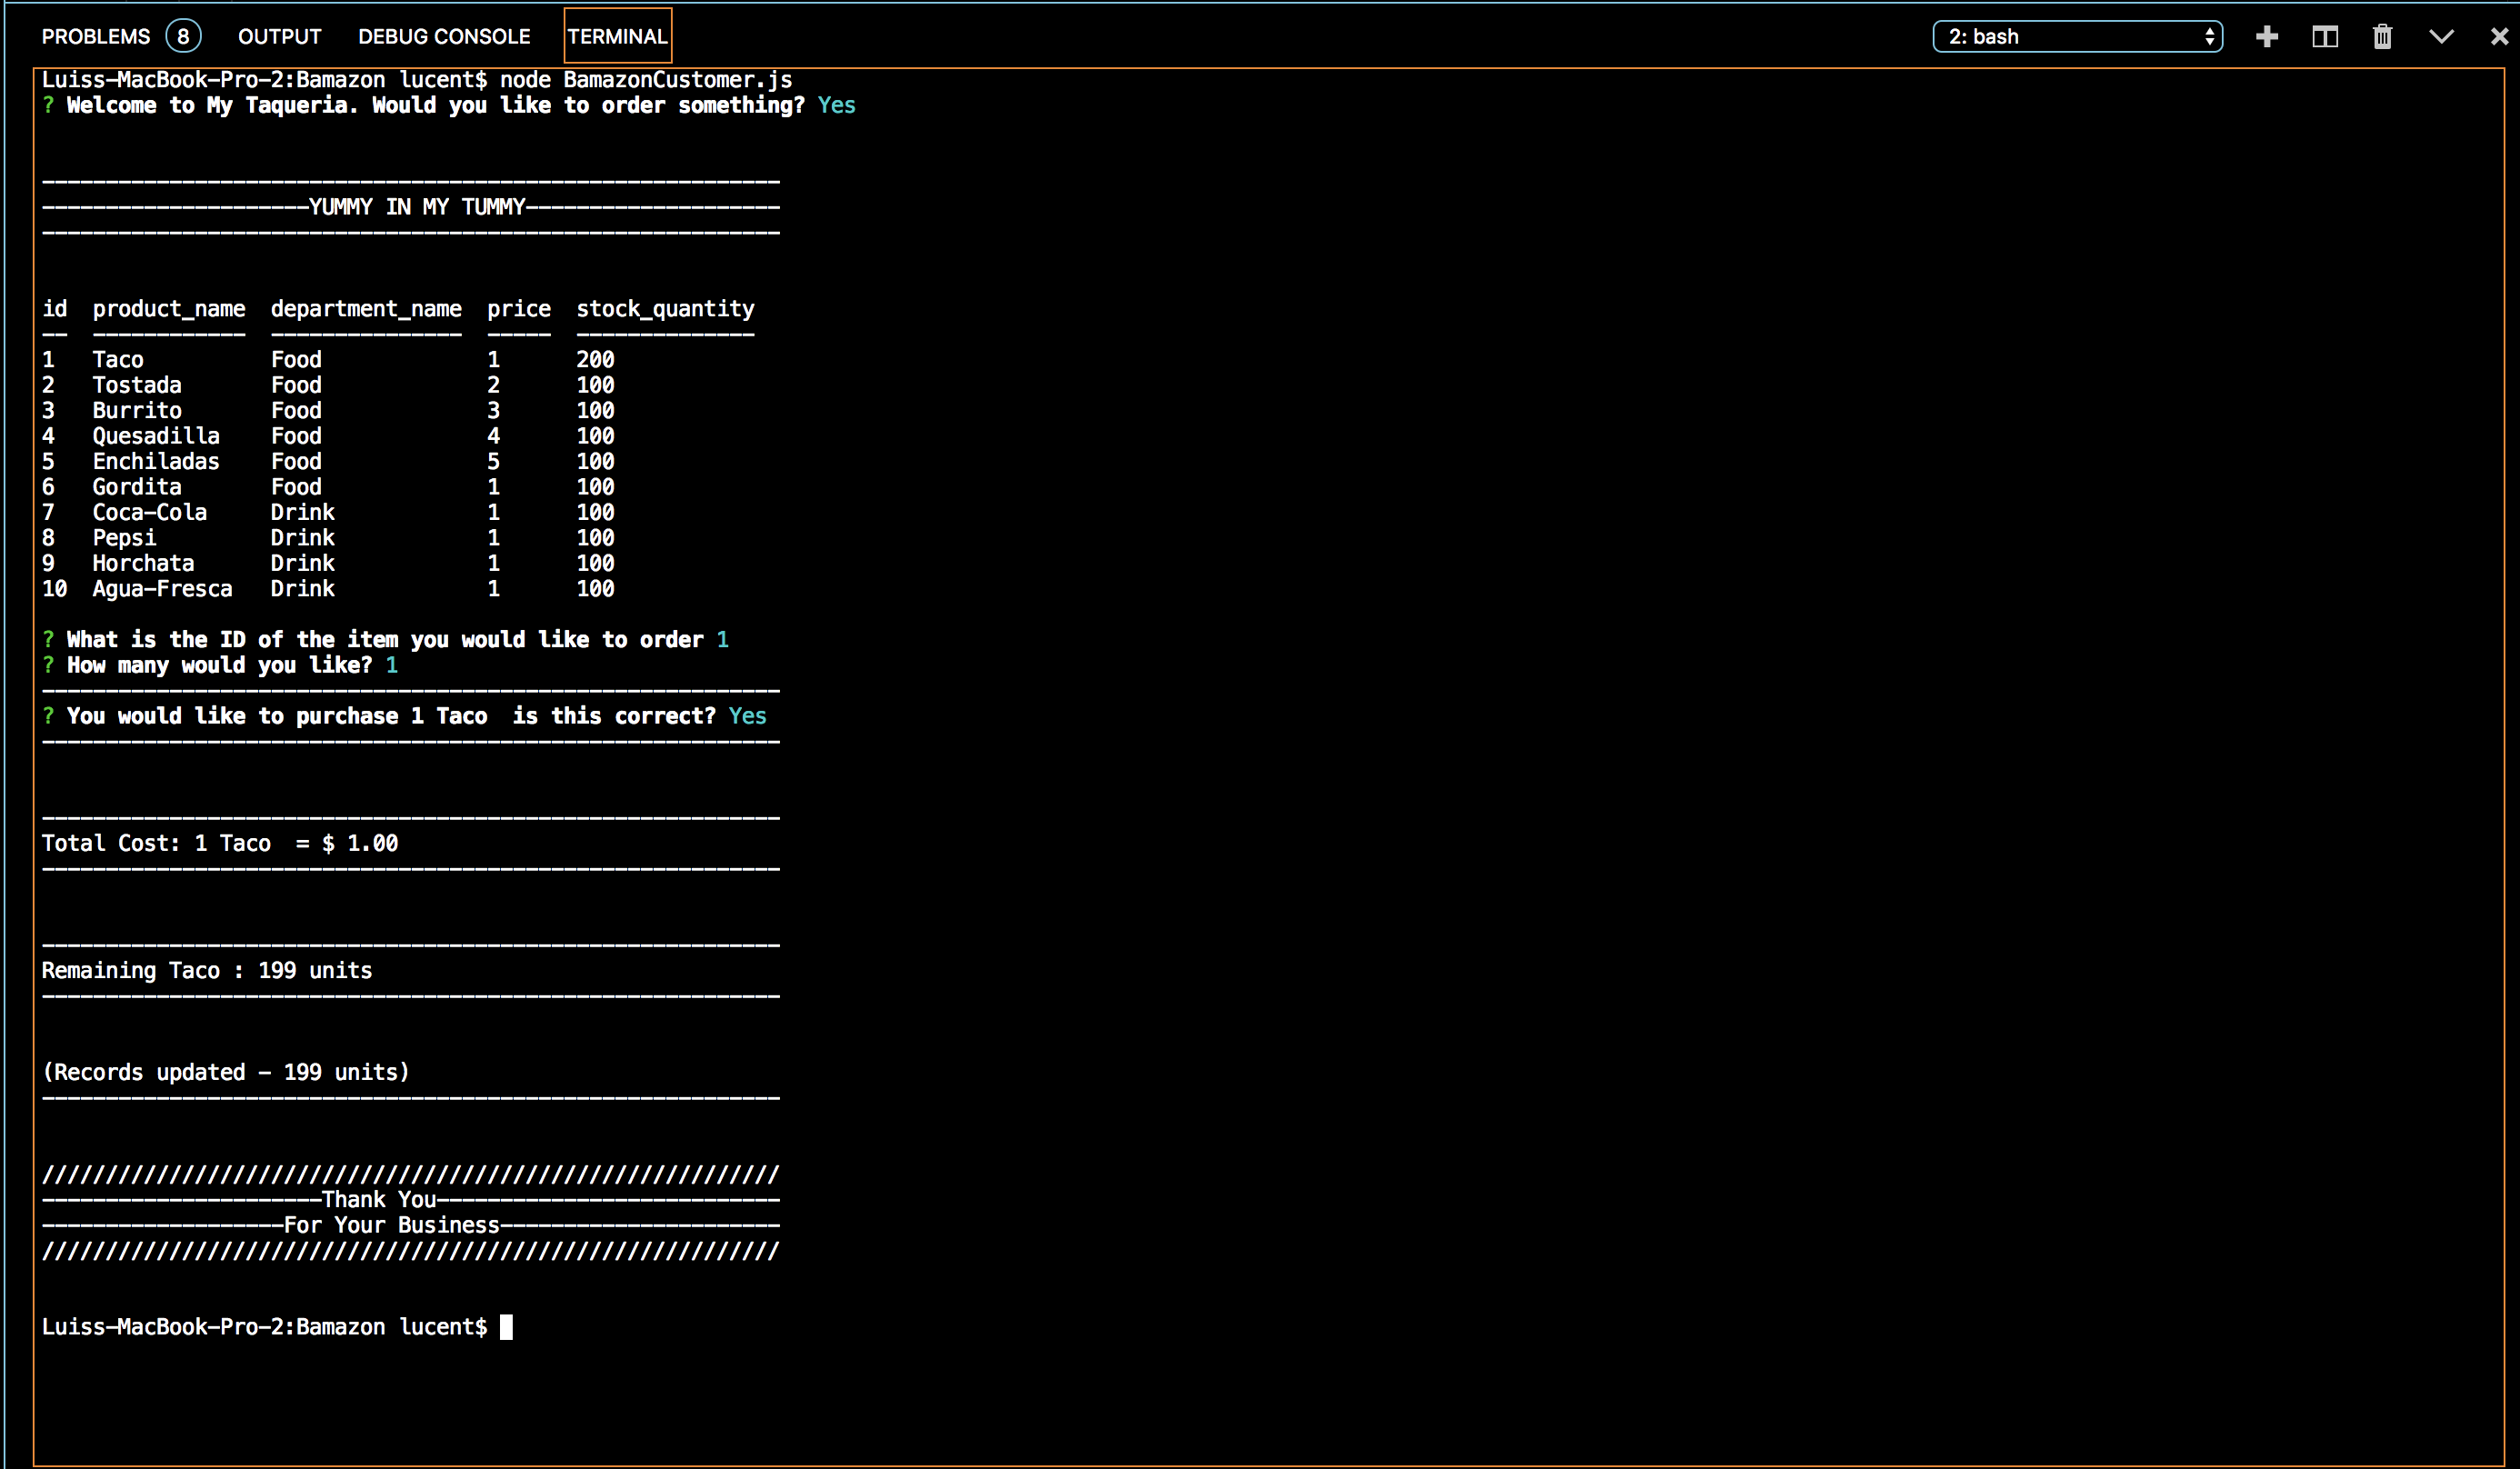 PROBLEMS 8 OUTPUT DEBUG CONSOLE TERMINAL 2: bash
Luiss-MacBook-Pro-2:Bamazon lucent$ node BamazonCustomer.js
? Welcome to My Taqueria. Would you like to order something? Yes
----------------------------------------------------------
---------------------YUMMY IN MY TUMMY--------------------
----------------------------------------------------------
id  product_name  department_name  price  stock_quantity
--  ------------  ---------------  -----  --------------
1   Taco          Food             1      200
2   Tostada       Food             2      100
3   Burrito       Food             3      100
4   Quesadilla    Food             4      100
5   Enchiladas    Food             5      100
6   Gordita       Food             1      100
7   Coca-Cola     Drink            1      100
8   Pepsi         Drink            1      100
9   Horchata      Drink            1      100
10  Agua-Fresca   Drink            1      100
? What is the ID of the item you would like to order 1
? How many would you like? 1
----------------------------------------------------------
? You would like to purchase 1 Taco  is this correct? Yes
----------------------------------------------------------
----------------------------------------------------------
Total Cost: 1 Taco  = $ 1.00
----------------------------------------------------------
----------------------------------------------------------
Remaining Taco : 199 units
----------------------------------------------------------
(Records updated - 199 units)
----------------------------------------------------------
//////////////////////////////////////////////////////////
----------------------Thank You---------------------------
-------------------For Your Business----------------------
//////////////////////////////////////////////////////////
Luiss-MacBook-Pro-2:Bamazon lucent$